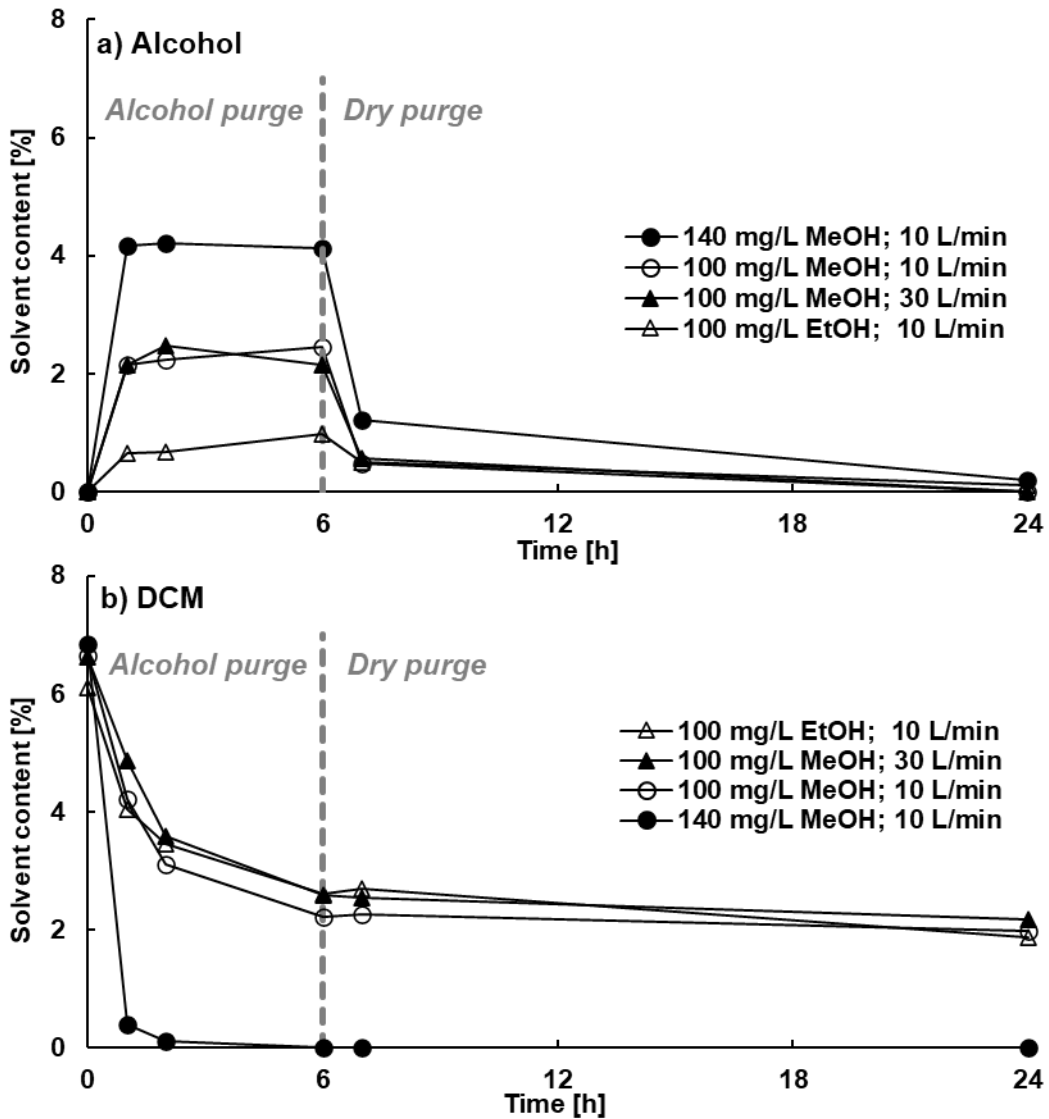 a) Alcohol
Alcohol purge
Dry purge
Solvent content [%]
8
6
4
2
0
140 mg/L MeOH; 10 L/min
100 mg/L MeOH; 10 L/min
100 mg/L MeOH; 30 L/min
100 mg/L EtOH; 10 L/min
0
6
12
18
24
Time [h]
b) DCM
Alcohol purge
Dry purge
Solvent content [%]
8
6
4
2
0
100 mg/L EtOH; 10 L/min
100 mg/L MeOH; 30 L/min
100 mg/L MeOH; 10 L/min
140 mg/L MeOH; 10 L/min
0
6
12
18
24
Time [h]